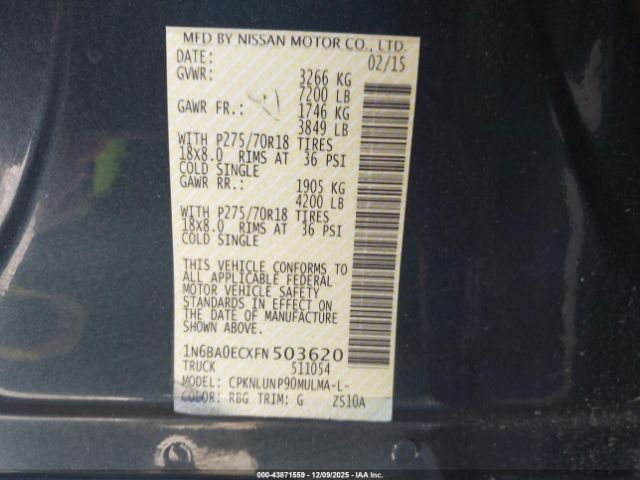 MFD BY NISSAN MOTOR CO., LTD.
DATE: 02/15
GVWR: 3266 KG
7200 LB
GAWR FR.: 1746 KG
3849 LB
WITH P275/70R18 TIRES
18X8.0 RIMS AT 36 PSI
COLD SINGLE
GAWR RR.: 1905 KG
4200 LB
WITH P275/70R18 TIRES
18X8.0 RIMS AT 36 PSI
COLD SINGLE
THIS VEHICLE CONFORMS TO
ALL APPLICABLE FEDERAL
MOTOR VEHICLE SAFETY
STANDARDS IN EFFECT ON
THE DATE OF MANUFACTURE
SHOWN ABOVE.
1N6BA0ECXFN503620
TRUCK 511054
MODEL: CPKNLUNP90MULMA-L-
COLOR: RBG TRIM: G ZS10A
000-43871559 - 12/09/2025 - IAA Inc.